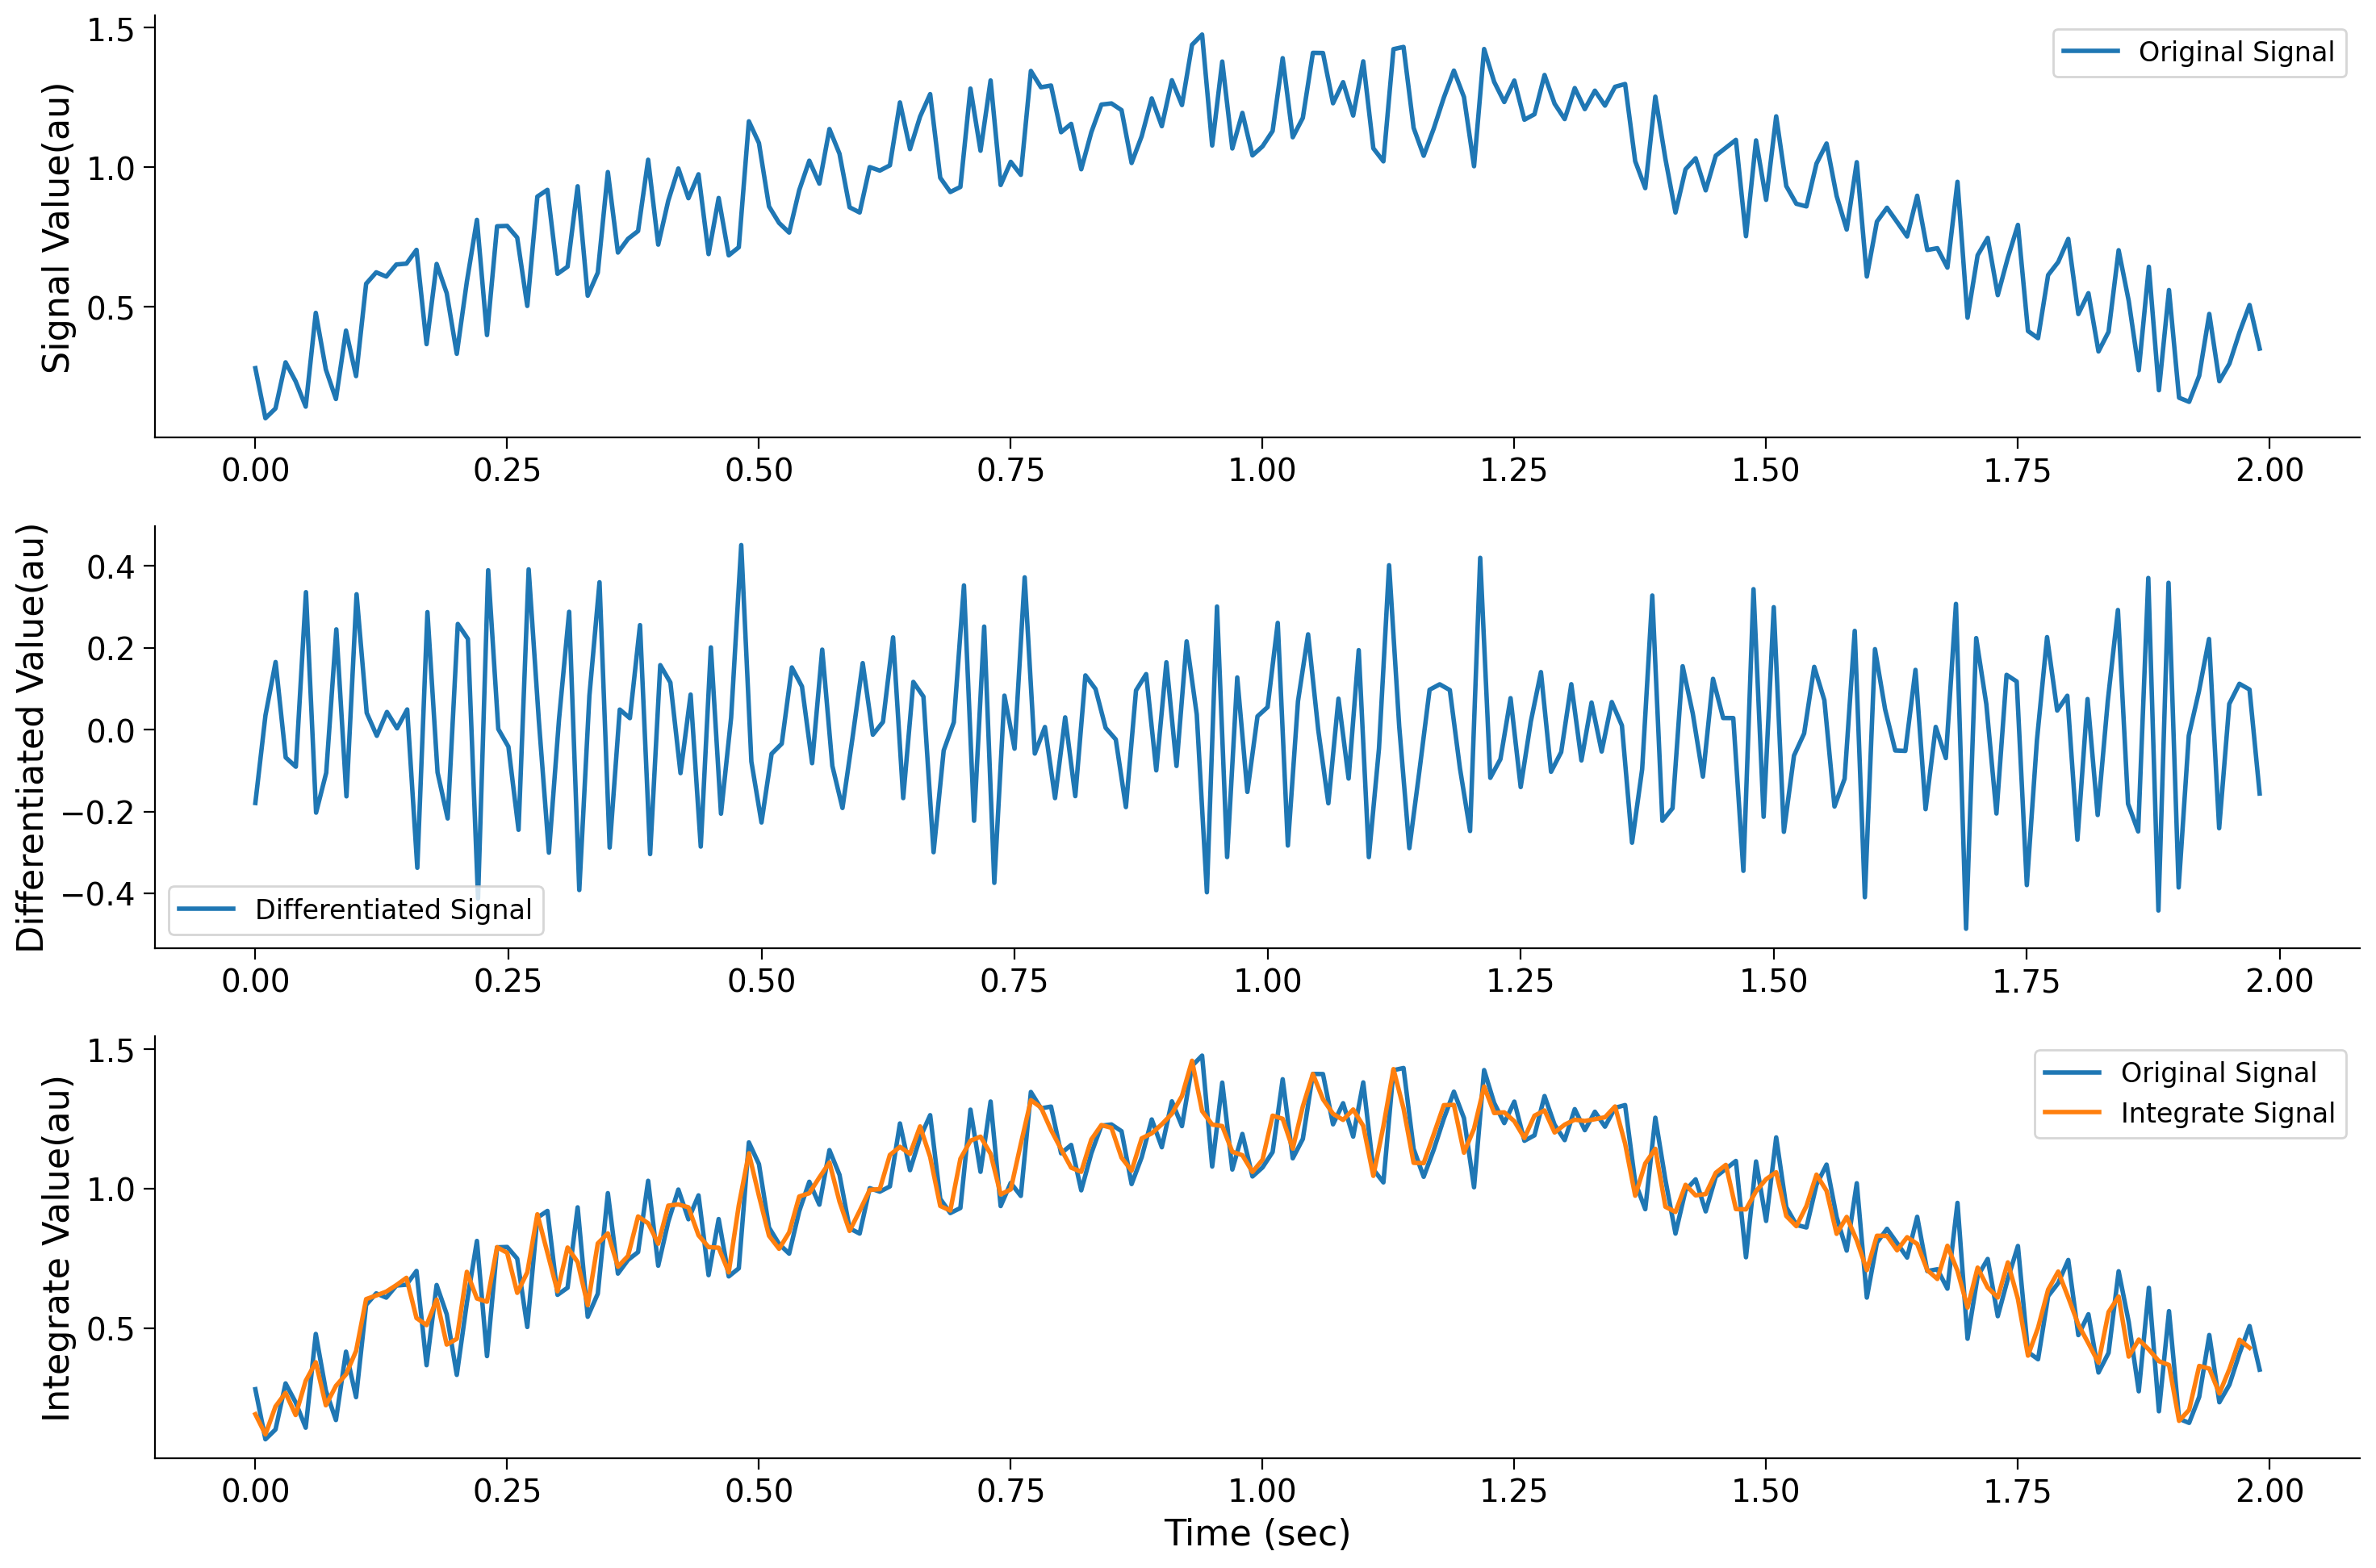 Signal Value(au)
1.5
1.0
0.5
Original Signal
0.00 0.25 0.50 0.75 1.00 1.25 1.50 1.75 2.00
Differentiated Value(au)
0.4
0.2
0.0
−0.2
−0.4
Differentiated Signal
0.00 0.25 0.50 0.75 1.00 1.25 1.50 1.75 2.00
Integrate Value(au)
1.5
1.0
0.5
Original Signal
Integrate Signal
0.00 0.25 0.50 0.75 1.00 1.25 1.50 1.75 2.00
Time (sec)